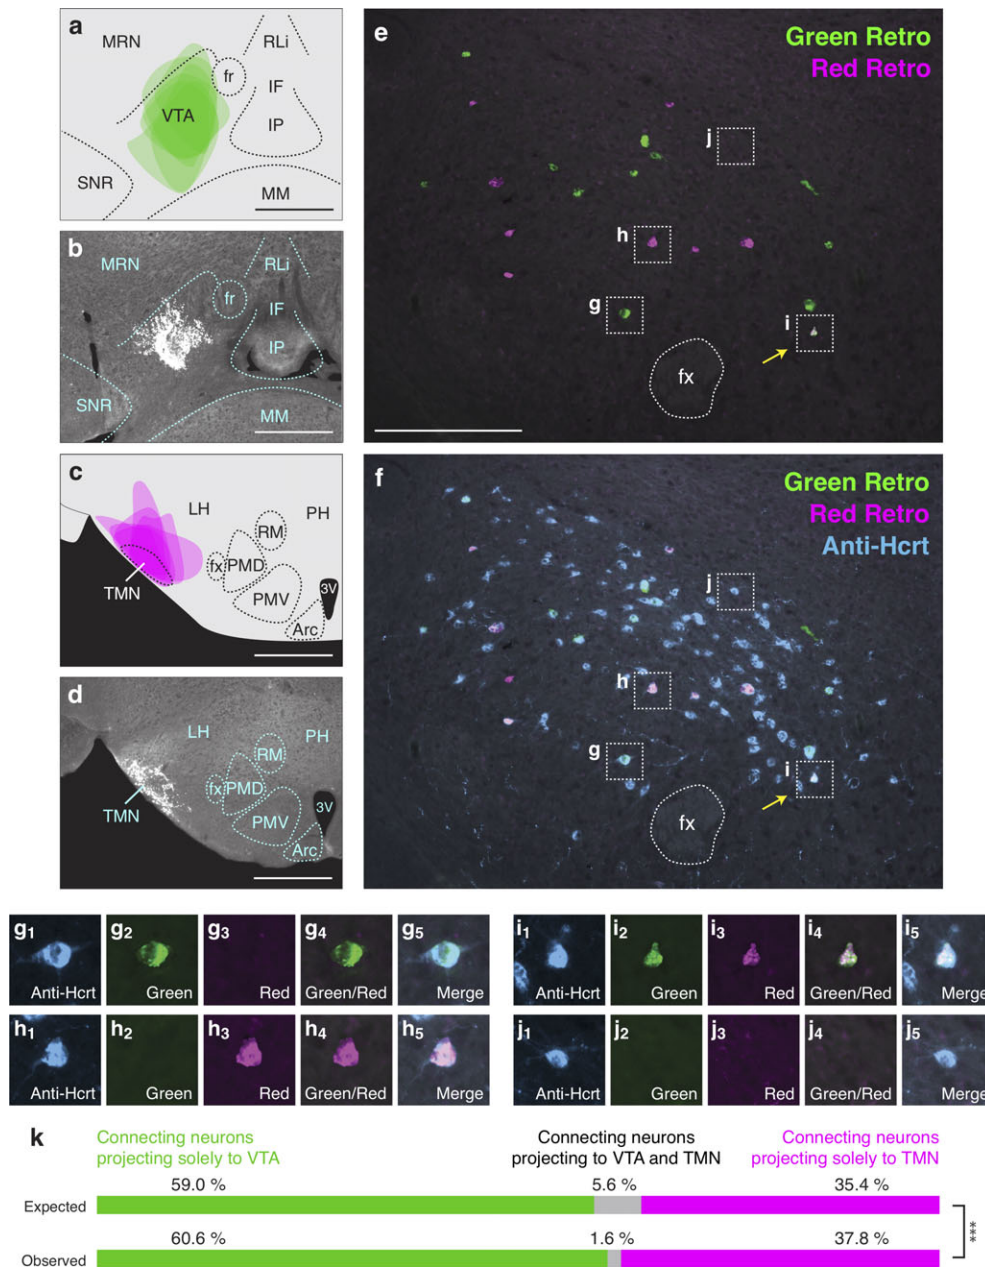 a
MRN
RLi
fr
IF
VTA
IP
SNR
MM
b
MRN
RLi
fr
IF
IP
SNR
MM
c
LH
PH
RM
fx
PMD
TMN
3V
PMV
Arc
d
LH
PH
RM
fx
PMD
TMN
3V
PMV
Arc
e
Green Retro
Red Retro
j
h
g
i
fx
f
Green Retro
Red Retro
Anti-Hcrt
j
h
g
i
fx
g1 g2 g3 g4 g5
Anti-Hcrt Green Red Green/Red Merge
h1 h2 h3 h4 h5
Anti-Hcrt Green Red Green/Red Merge
i1 i2 i3 i4 i5
Anti-Hcrt Green Red Green/Red Merge
j1 j2 j3 j4 j5
Anti-Hcrt Green Red Green/Red Merge
k
Connecting neurons
projecting solely to VTA
Connecting neurons
projecting to VTA and TMN
Connecting neurons
projecting solely to TMN
59.0 % 5.6 % 35.4 %
Expected
60.6 % 1.6 % 37.8 %
Observed
***